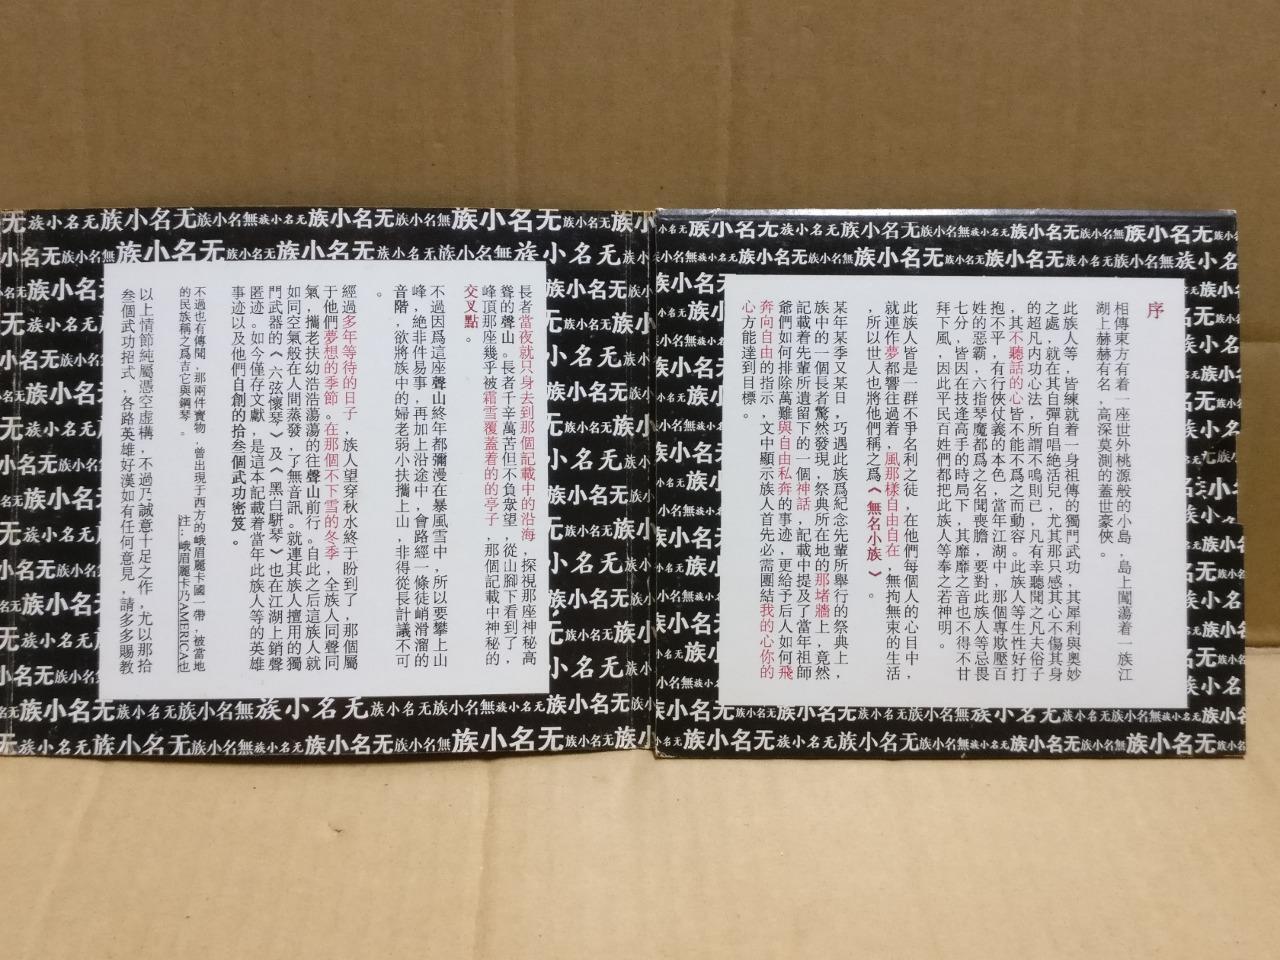 序
相傳東方有着一座世外桃源般的小島，島上闖蕩着一族江
湖上赫赫有名，高深莫測的蓋世豪俠。
此族人等，皆練就着一身祖傳的獨門武功，其犀利與奧妙
之處，就在其自彈自唱絶活兒，尤其那只感其心不傷其身
的超凡内功心法，所謂不鳴則已，凡有幸聽聞之凡夫俗子
，其不聽話的心皆不能不爲之而動容。此族人等生性好打
抱不平，有行俠仗義的本色，當年江湖中，那個專欺壓百
姓的惡霸，六指琴魔都爲之名聞喪膽，要對此族人等忌畏
七分，皆因在技逢高手的時局下，其靡靡之音也不得不甘
拜下風，因此平民百姓們都把此族人等奉之若神明。
此族人皆是一群不爭名利之徒，在他們每個人的心目中，
就連作夢都響往過着，風那樣自由自在，無拘無束的生活
，所以世人也將他們稱之爲《無名小族》。
某年某季又某日，巧遇此族爲紀念先輩所舉行的祭典上，
族中的一個長者驚然發現，祭典所在地的那堵牆上，竟然
記載着先輩所遺留下的一個神話，記載中提及了當年祖師
爺們如何排除萬難與自由私奔的事迹，更給予后人如何飛
奔向自由的指示，文中顯示族人首先必需團結我的心你的
心方能達到目標。
長者當夜就只身去到那個記載中的沿海，探視那座神秘高
聳的聲山。長者千辛萬苦但不負眾望，從山腳下看到了，
峰頂那座幾乎被霜雪覆蓋着的的亭子，那個記載中神秘的
交叉點。
不過因爲這座聲山終年都彌漫在暴風雪中，所以要攀上山
峰，絶非件易事，再加上沿途中，會路經一條徒峭滑溜的
音階，欲將族中的婦老弱小扶攜上山，非得從長計議不可
。
經過多年等待的日子，族人望穿秋水終于盼到了，那個屬
于他們夢想的季節。在那個不下雪的冬季，全族人同聲同
氣，攜老扶幼浩浩蕩蕩的往聲山前行。自此之后這族人就
如同空氣般在人間蒸發，了無音訊。就連其族人擅用的獨
門武器的《六弦懷琴》及《黑白駢琴》也在江湖上銷聲
匿迹。如今僅存文獻，是這本記載着當年此族人等的英雄
事迹以及他們自創的拾叁個武功密笈。
不過也有傳聞，那兩件寶物，曾出現于西方的峨眉麗卡國一帶，被當地
的民族稱之爲吉它與鋼琴。
注：峨眉麗卡乃AMERICA也
以上情節純屬憑空虛構，不過乃誠意十足之作，尤以那拾
叁個武功招式，各路英雄好漢如有任何意見，請多多賜教